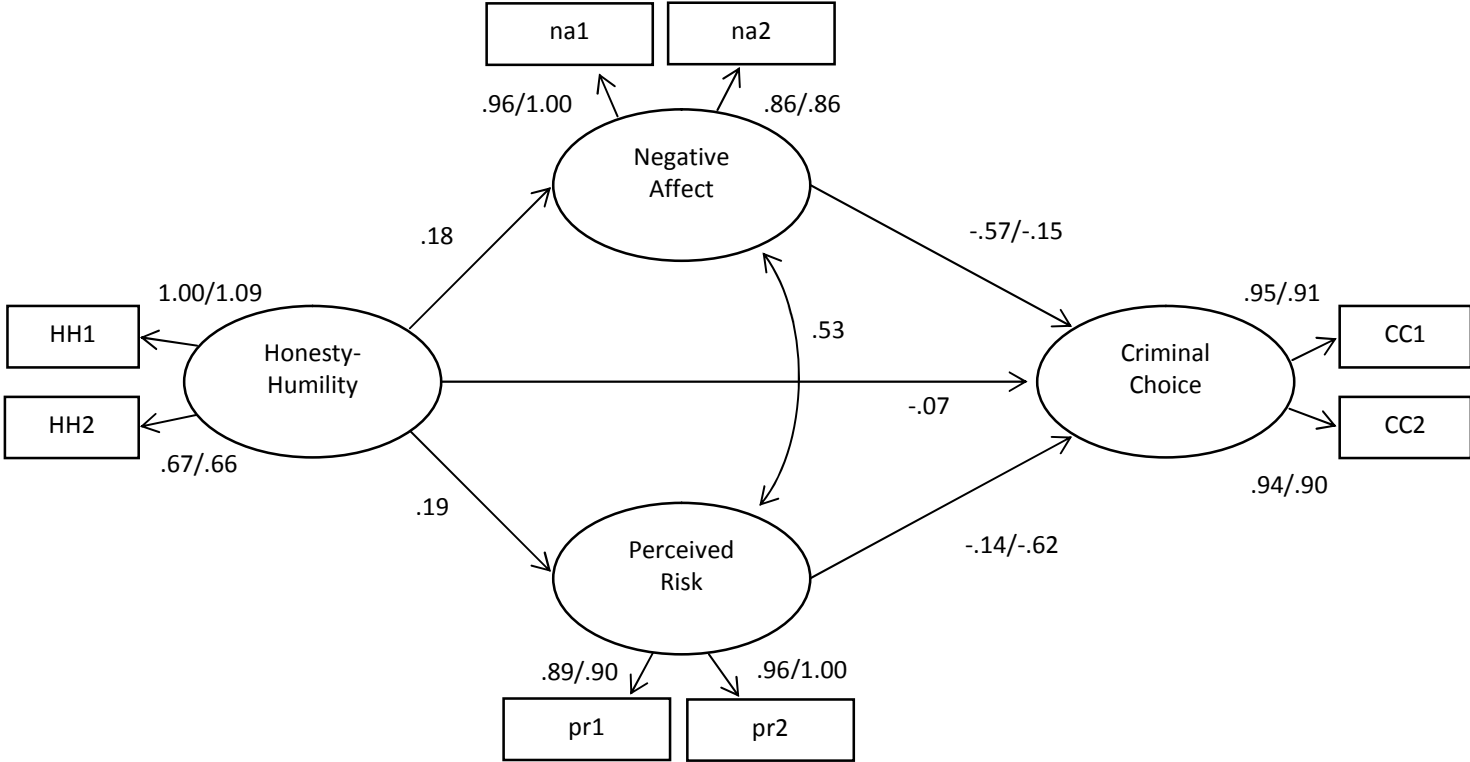 na1
na2
.96/1.00
.86/.86
Negative
Affect
.18
-.57/-.15
1.00/1.09
.95/.91
HH1
Honesty-
Humility
.53
Criminal
Choice
CC1
HH2
-.07
CC2
.67/.66
.94/.90
.19
-.14/-.62
Perceived
Risk
.89/.90
.96/1.00
pr1
pr2